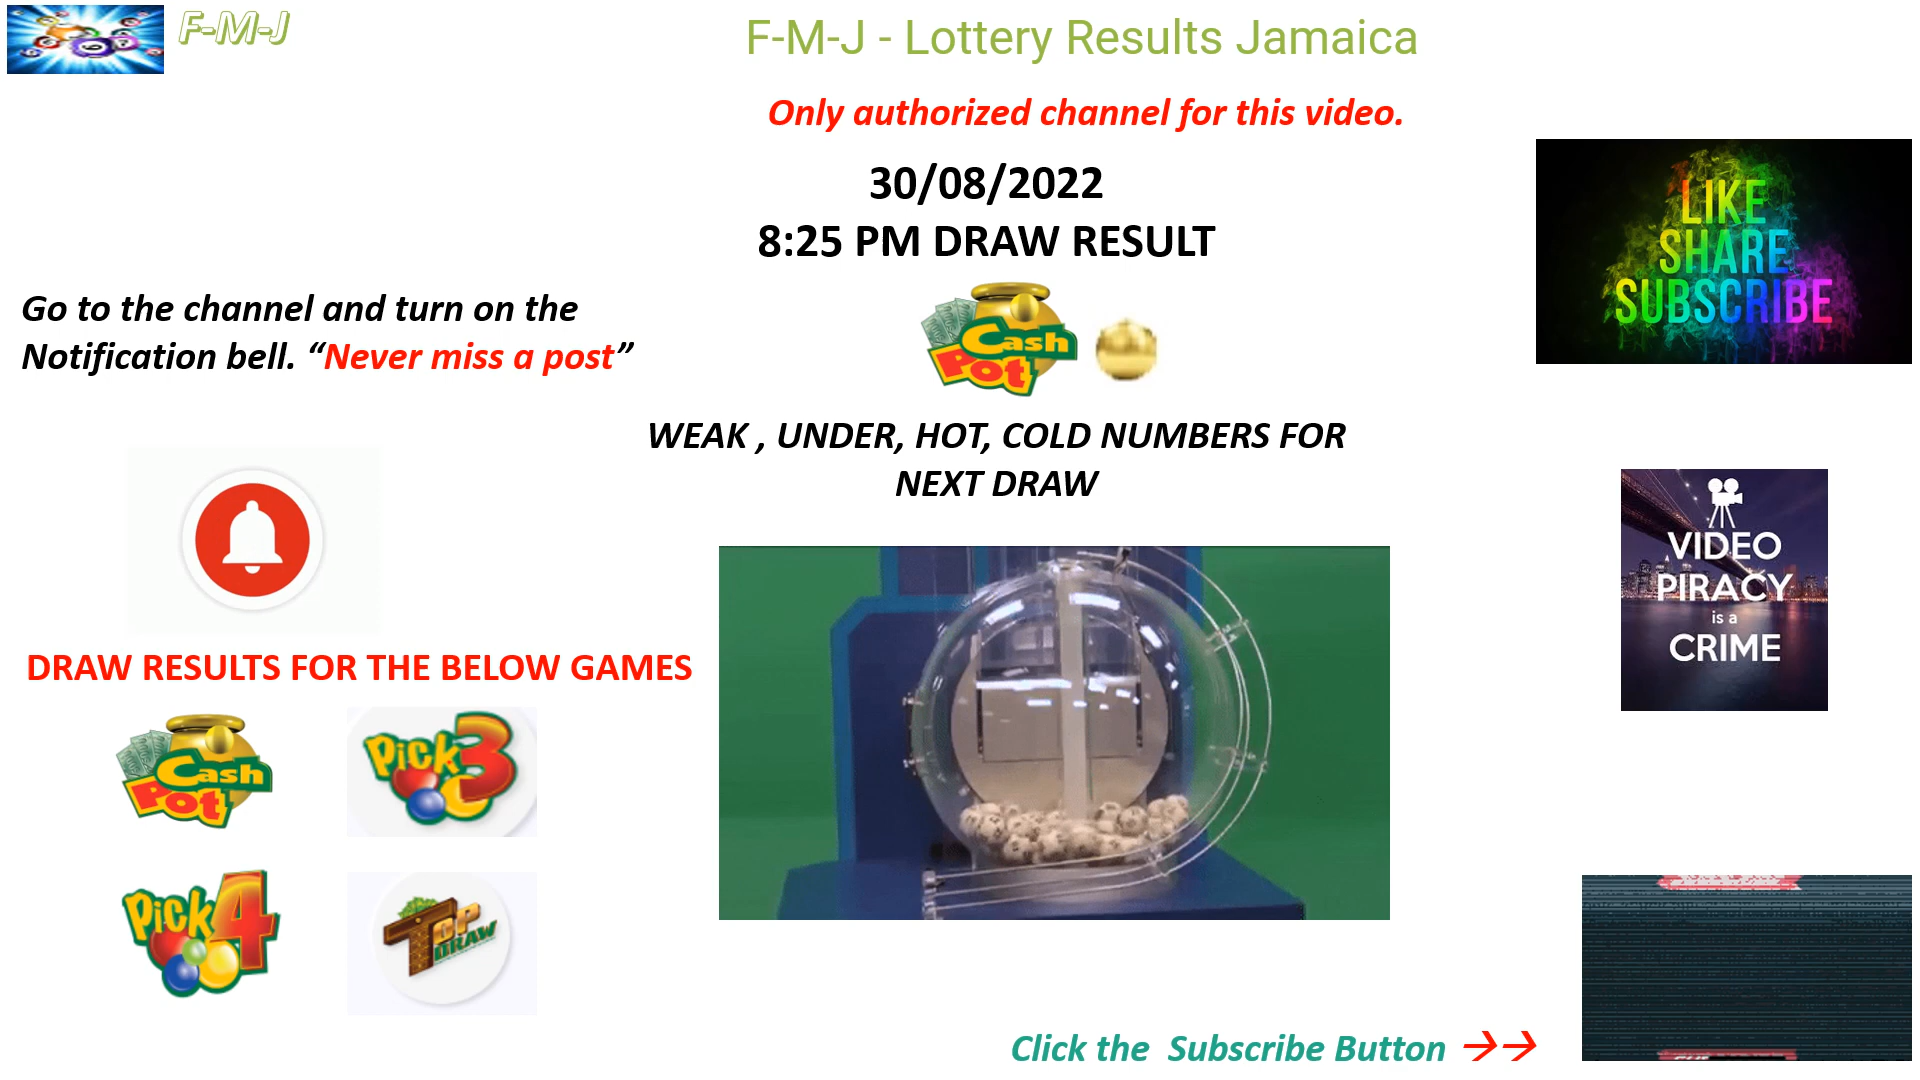 F-M-J
F-M-J - Lottery Results Jamaica
Only authorized channel for this video.
30/08/2022
8:25 PM DRAW RESULT
LIKE
SHARE
SUBSCRIBE
Go to the channel and turn on the
Notification bell. “Never miss a post”
Cash
Pot
WEAK , UNDER, HOT, COLD NUMBERS FOR
NEXT DRAW
VIDEO
PIRACY
is a
CRIME
DRAW RESULTS FOR THE BELOW GAMES
Cash
Pot
Pick 3
Pick 4
TOP
DRAW
Click the  Subscribe Button →→